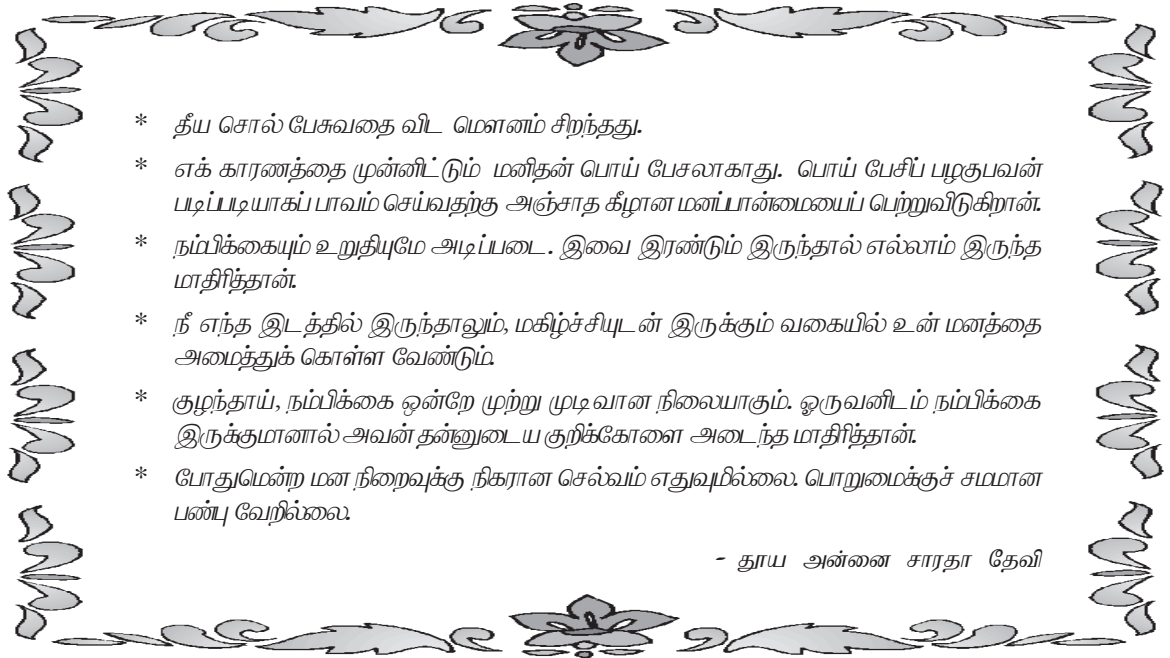 * தீய சொல் பேசுவதை விட மௌனம் சிறந்தது.
* எக் காரணத்தை முன்னிட்டும் மனிதன் பொய் பேசலாகாது. பொய் பேசிப் பழகுபவன்
படிப்படியாகப் பாவம் செய்வதற்கு அஞ்சாத கீழான மனப்பான்மையைப் பெற்றுவிடுகிறான்.
* நம்பிக்கையும் உறுதியுமே அடிப்படை. இவை இரண்டும் இருந்தால் எல்லாம் இருந்த
மாதிரித்தான்.
* நீ எந்த இடத்தில் இருந்தாலும், மகிழ்ச்சியுடன் இருக்கும் வகையில் உன் மனத்தை
அமைத்துக் கொள்ள வேண்டும்.
* குழந்தாய், நம்பிக்கை ஒன்றே முற்று முடிவான நிலையாகும். ஓருவனிடம் நம்பிக்கை
இருக்குமானால் அவன் தன்னுடைய குறிக்கோளை அடைந்த மாதிரித்தான்.
* போதுமென்ற மன நிறைவுக்கு நிகரான செல்வம் எதுவுமில்லை. பொறுமைக்குச் சமமான
பண்பு வேறில்லை.
- தூய அன்னை சாரதா தேவி